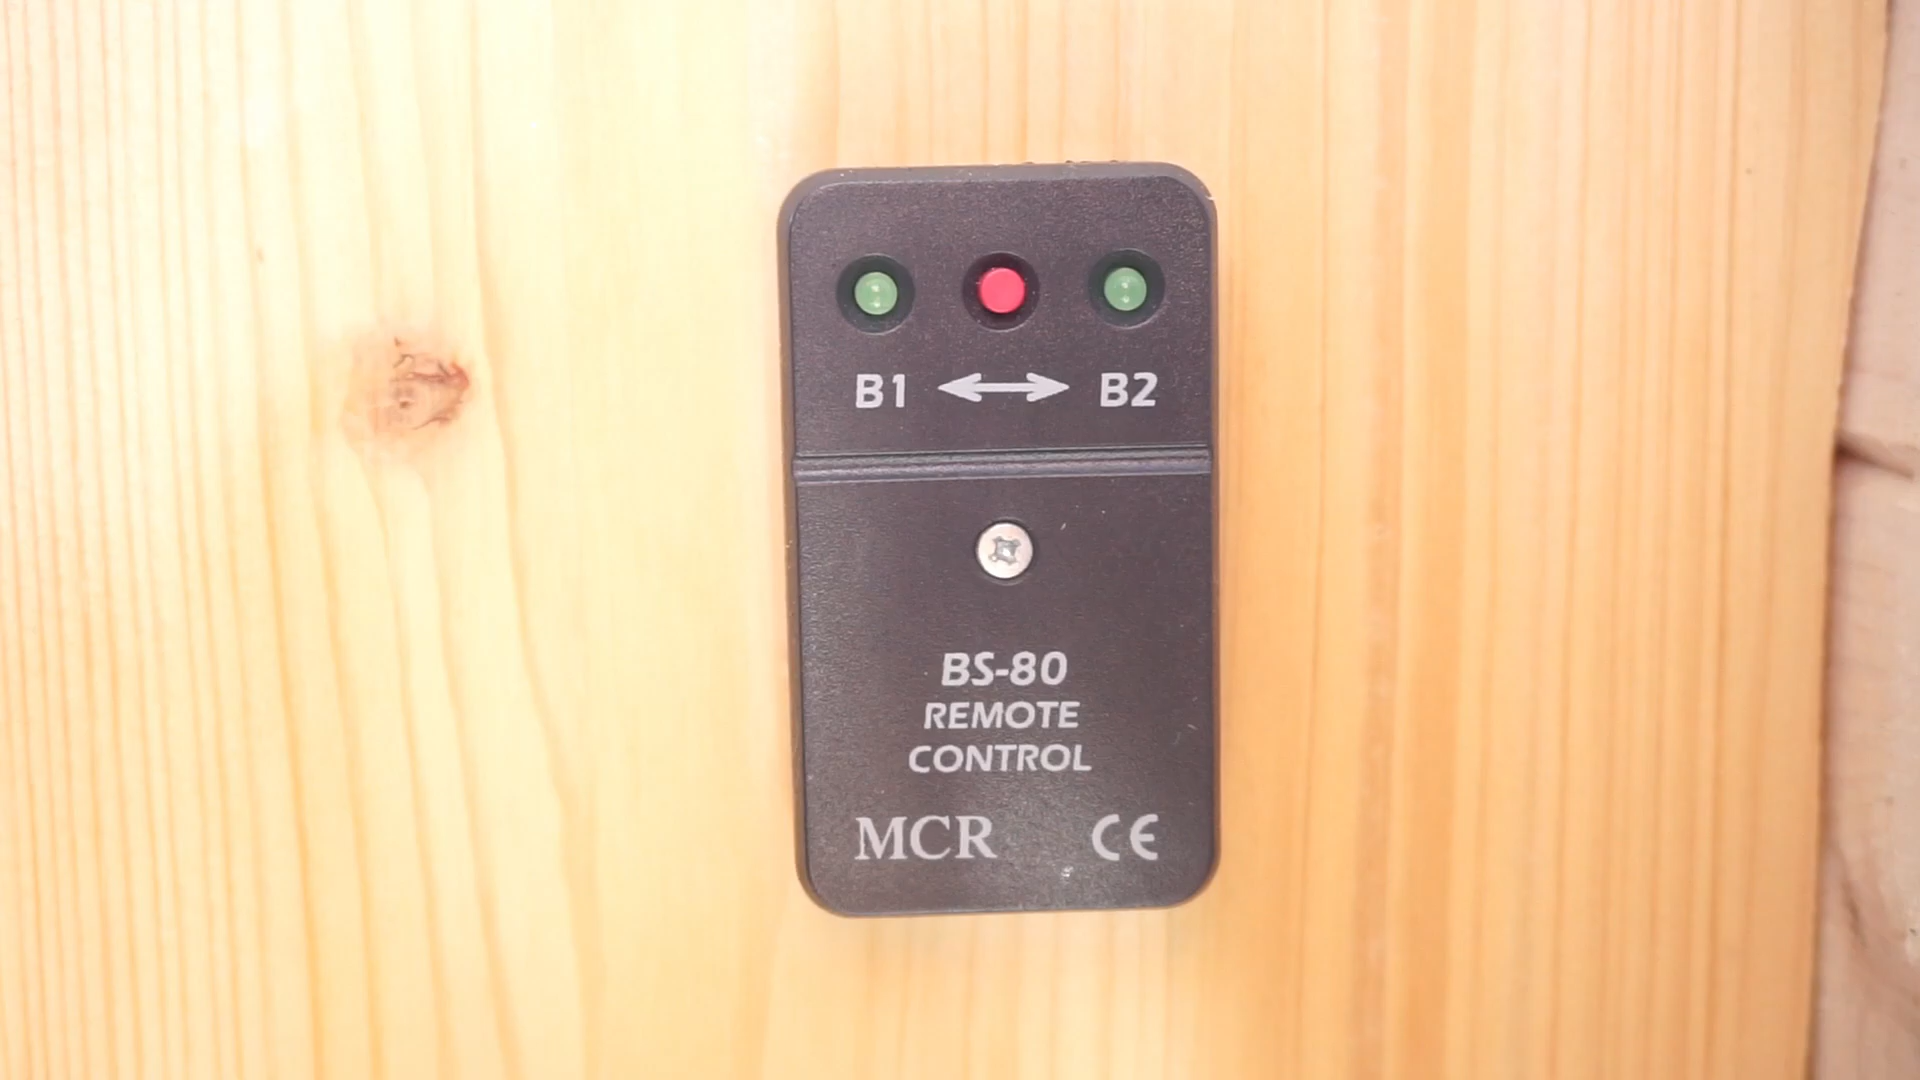 B1 ↔ B2
BS-80
REMOTE
CONTROL
MCR CE